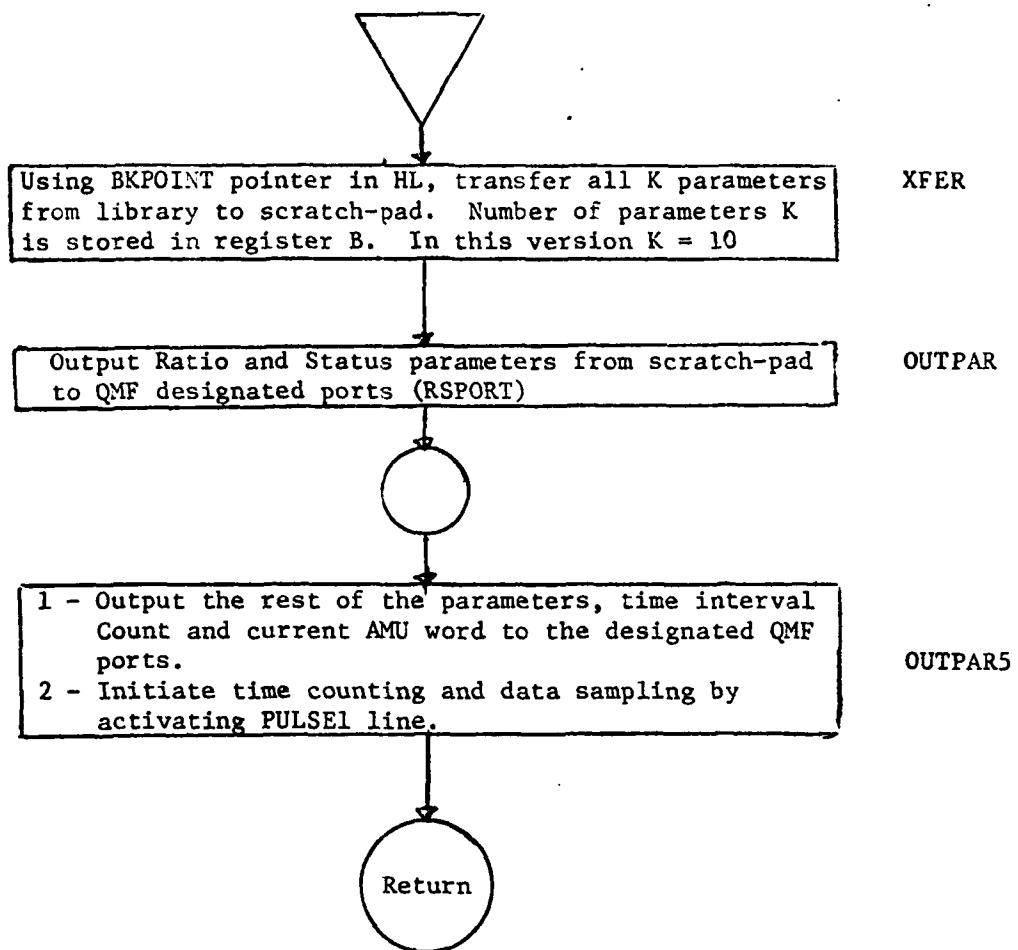 Using BKPOINT pointer in HL, transfer all K parameters
from library to scratch-pad. Number of parameters K
is stored in register B. In this version K = 10
XFER
Output Ratio and Status parameters from scratch-pad
to QMF designated ports (RSPORT)
OUTPAR
1 - Output the rest of the parameters, time interval
Count and current AMU word to the designated QMF
ports.
2 - Initiate time counting and data sampling by
activating PULSE1 line.
OUTPAR5
Return